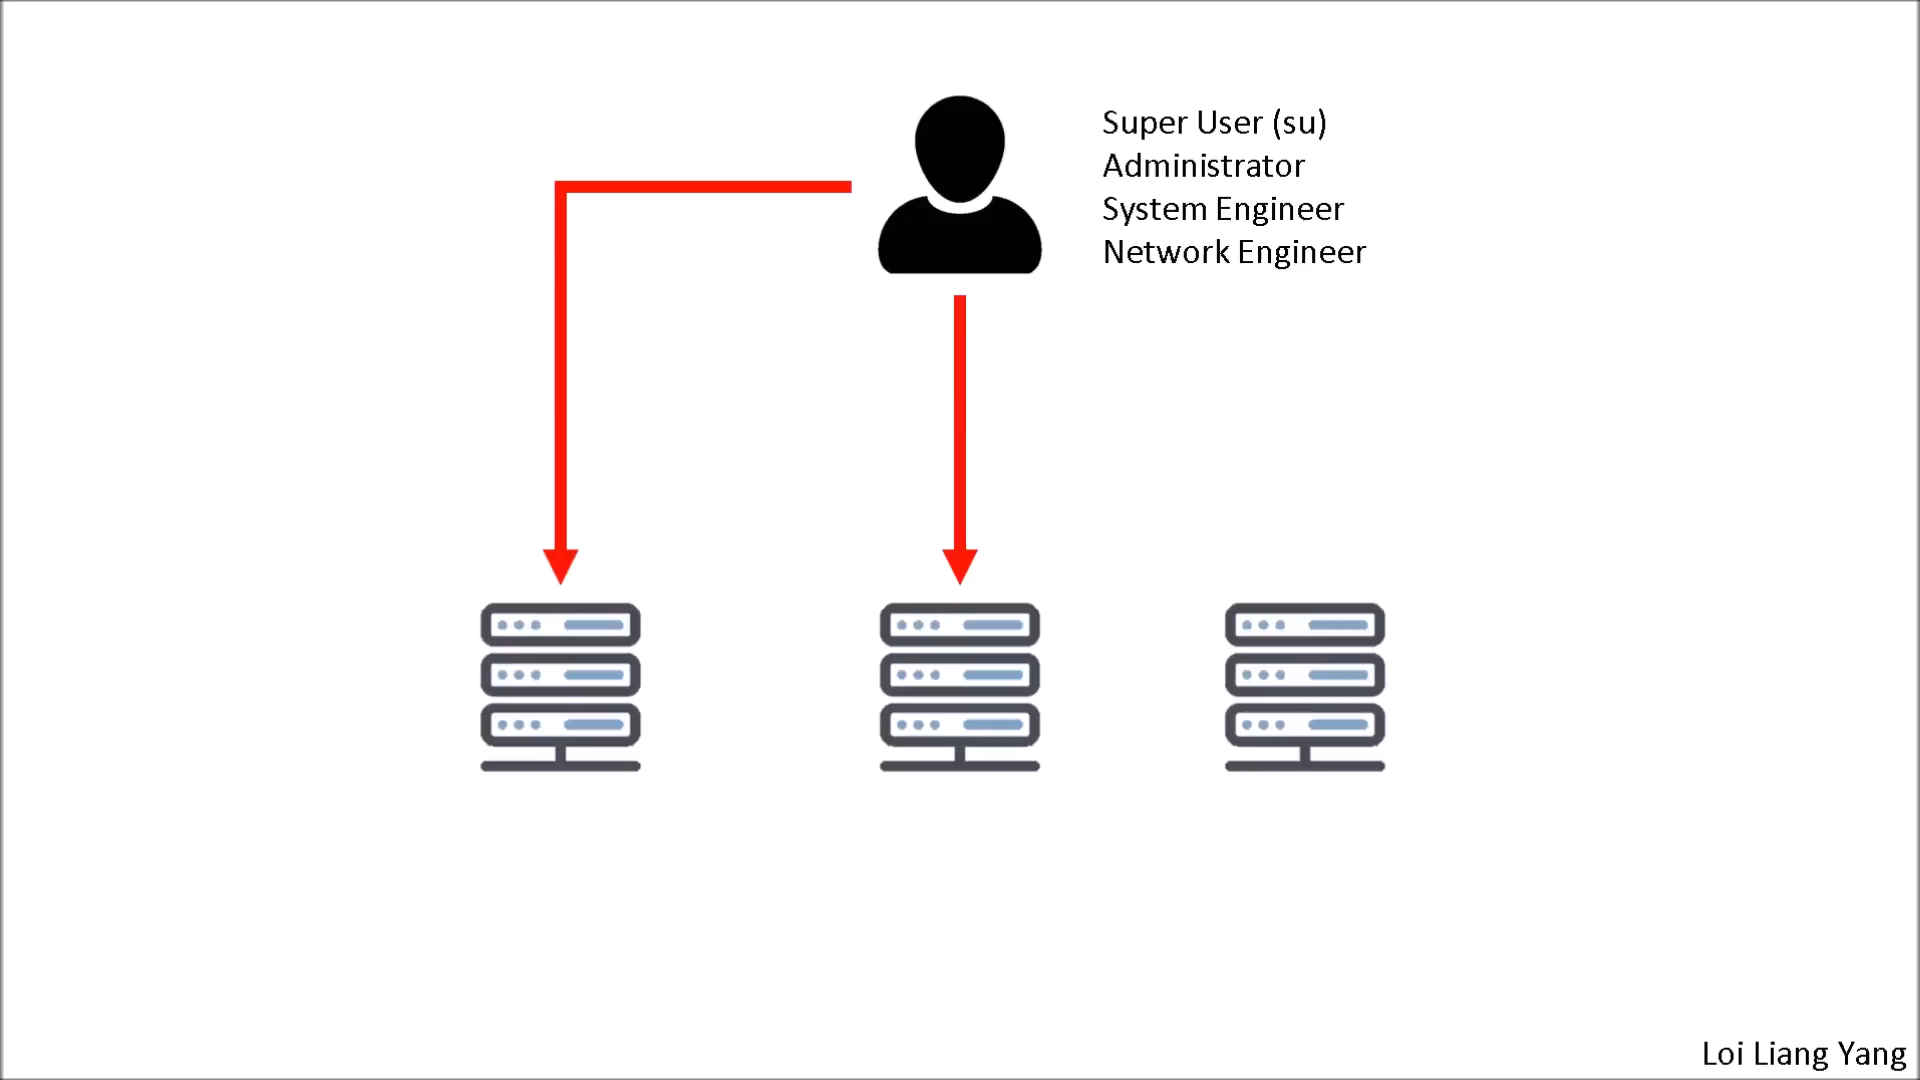 Super User (su)
Administrator
System Engineer
Network Engineer
Loi Liang Yang